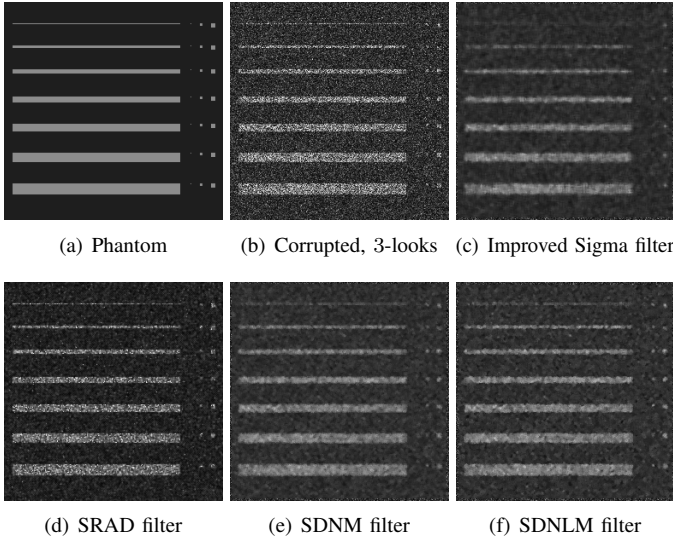 (a) Phantom
(b) Corrupted, 3-looks
(c) Improved Sigma filter
(d) SRAD filter
(e) SDNM filter
(f) SDNLM filter